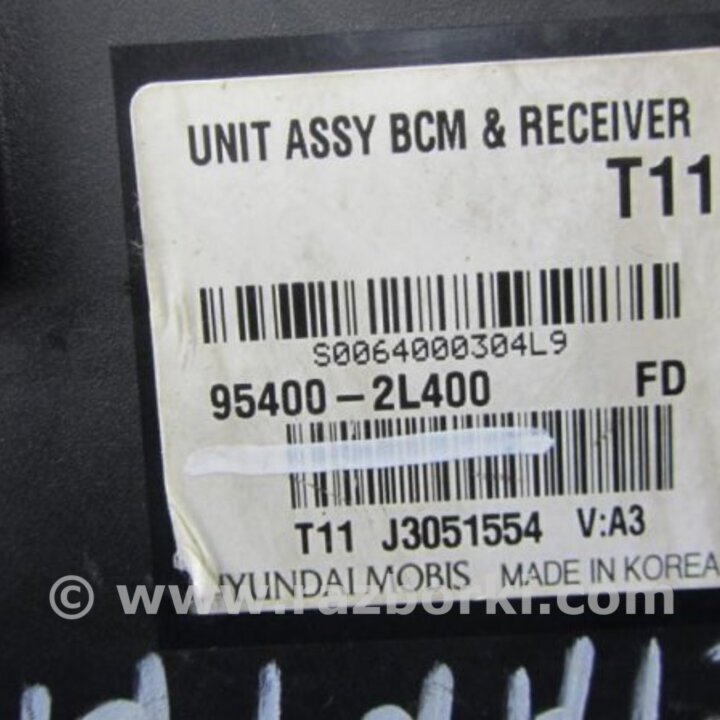 UNIT ASSY BCM & RECEIVER
T11
S0064000304L9
95400-2L400 FD
T11 J3051554 V:A3
HYUNDAI MOBIS MADE IN KOREA
© www.razborki.com